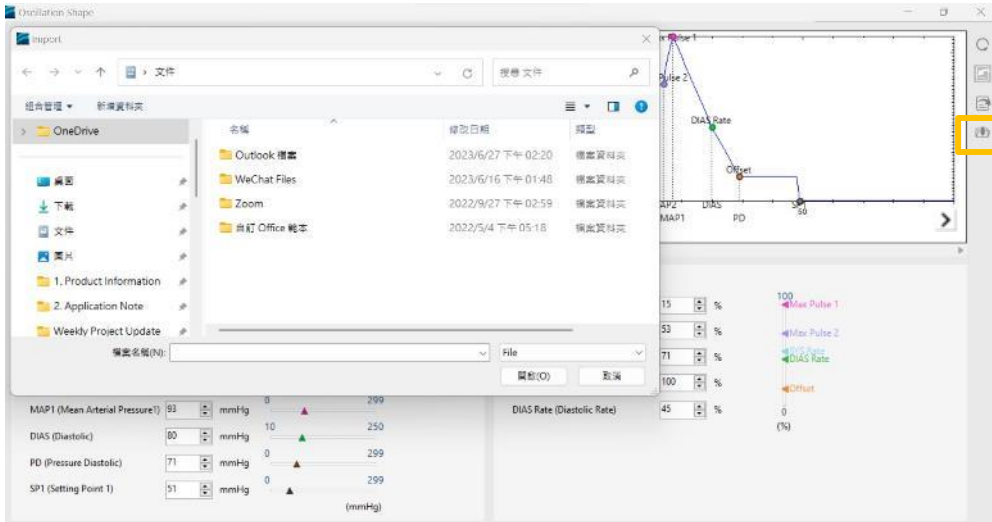 Oscillation Shape
Import
文件
搜尋 文件
組合管理 新增資料夾
OneDrive
桌面
下載
文件
圖片
1. Product Information
2. Application Note
Weekly Project Update
名稱 修改日期 類型
Outlook 檔案 2023/6/27 下午 02:20 檔案資料夾
WeChat Files 2023/6/16 下午 01:48 檔案資料夾
Zoom 2022/9/27 下午 02:59 檔案資料夾
自訂 Office 範本 2022/5/4 下午 05:18 檔案資料夾
檔案名稱(N): File
開啟(O) 取消
Pulse 1
Pulse 2
DIAS Rate
Offset
AP2 DIAS
60
MAP1 PD
15 %
53 %
71 %
100 %
DIAS Rate (Diastolic Rate) 45 %
100
Max Pulse 1
Max Pulse 2
SYS Rate
DIAS Rate
Offset
0
(%)
MAP1 (Mean Arterial Pressure1) 93 mmHg 0 299
DIAS (Diastolic) 80 mmHg 10 250
PD (Pressure Diastolic) 71 mmHg 0 299
SP1 (Setting Point 1) 51 mmHg 0 299
(mmHg)